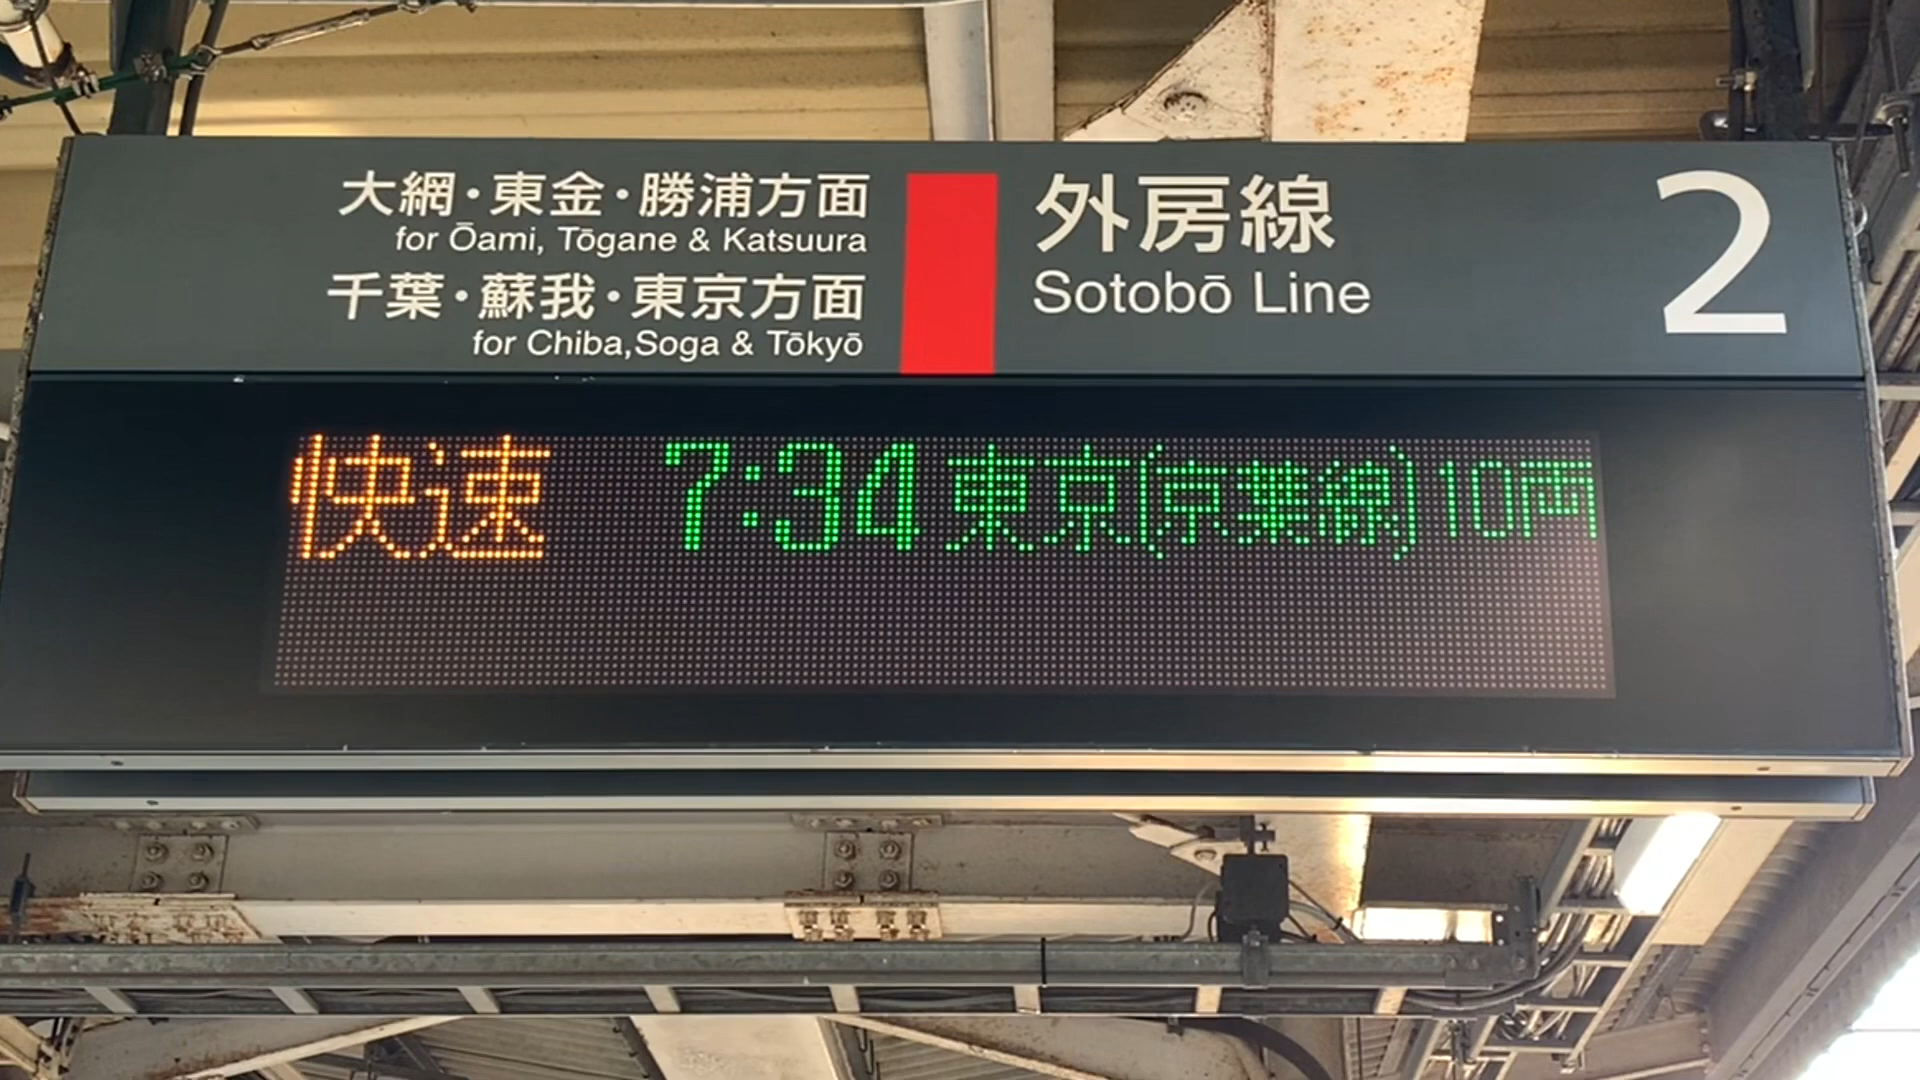 大網・東金・勝浦方面
for Ōami, Tōgane & Katsuura
千葉・蘇我・東京方面
for Chiba,Soga & Tōkyō
外房線
Sotobō Line
2
快速 7:34 東京(京葉線) 10両